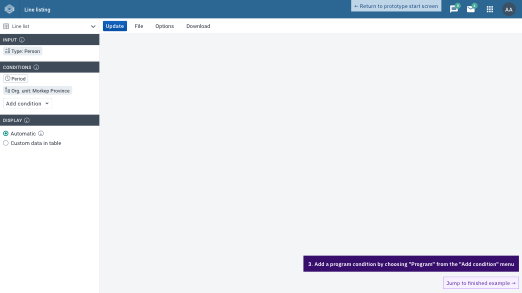 Line listing
← Return to prototype start screen
AA
Line list
Update
File
Options
Download
INPUT
Type: Person
CONDITIONS
Period
Org. unit: Morkep Province
Add condition
DISPLAY
Automatic
Custom data in table
3. Add a program condition by choosing "Program" from the "Add condition" menu
Jump to finished example →